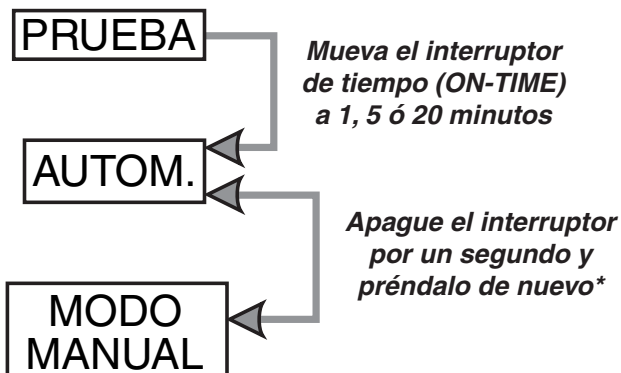 PRUEBA
Mueva el interruptor
de tiempo (ON-TIME)
a 1, 5 ó 20 minutos
AUTOM.
Apague el interruptor
por un segundo y
préndalo de nuevo*
MODO
MANUAL